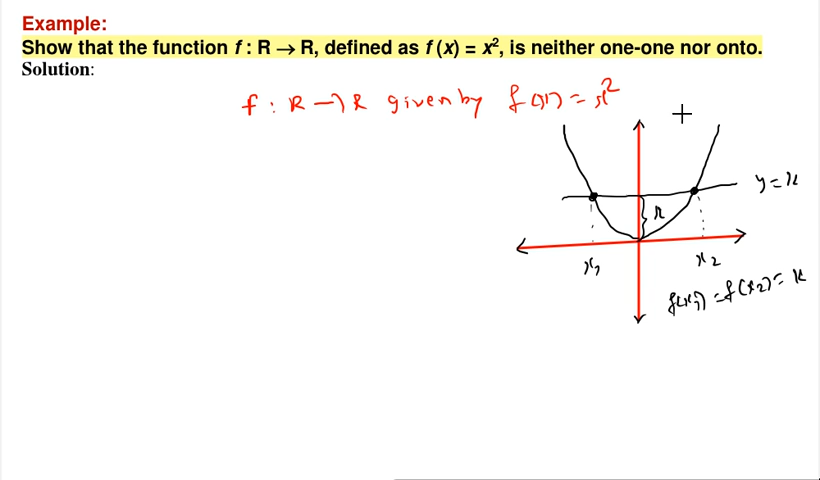 Example:
Show that the function f : R → R, defined as f (x) = x², is neither one-one nor onto.
Solution:
f : R → R given by f(x) = x²
y = k
k
x₁
x₂
f(x₁) = f(x₂) = k